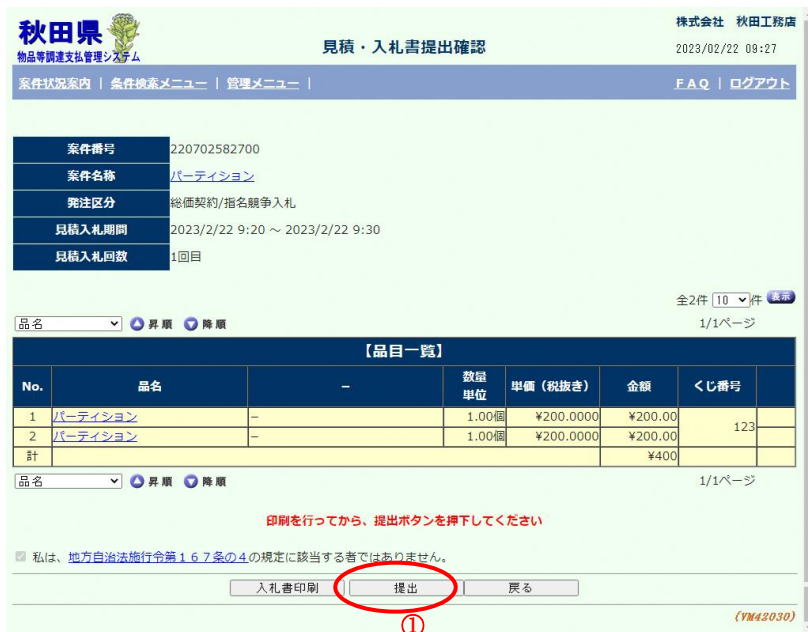 秋田県
物品等調達支払管理システム
見積・入札書提出確認
株式会社 秋田工務店
2023/02/22 09:27
案件状況案内 | 条件検索メニュー | 管理メニュー |
ＦＡＱ | ログアウト
案件番号 220702582700
案件名称 パーティション
発注区分 総価契約/指名競争入札
見積入札期間 2023/2/22 9:20 ～ 2023/2/22 9:30
見積入札回数 1回目
全2件 10 件 表示
品名 昇順 降順 1/1ページ
【品目一覧】
No. 品名 － 数量 単位 単価（税抜き） 金額 くじ番号
1 パーティション － 1.00個 ¥200.0000 ¥200.00 123
2 パーティション － 1.00個 ¥200.0000 ¥200.00
計 ¥400
品名 昇順 降順 1/1ページ
印刷を行ってから、提出ボタンを押下してください
私は、地方自治法施行令第１６７条の４の規定に該当する者ではありません。
入札書印刷 提出 戻る
①
(VM42030)